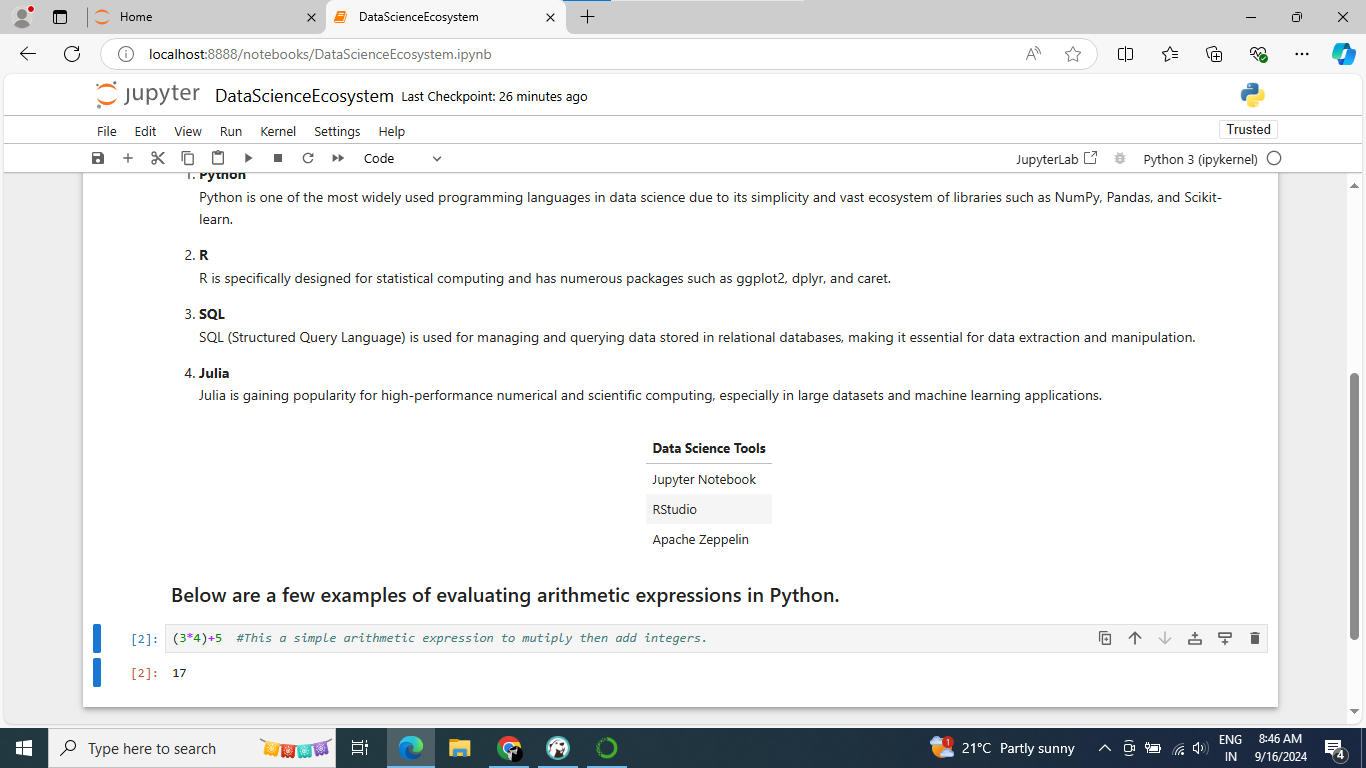 Home
DataScienceEcosystem
localhost:8888/notebooks/DataScienceEcosystem.ipynb
jupyter DataScienceEcosystem Last Checkpoint: 26 minutes ago
File Edit View Run Kernel Settings Help
Trusted
Code
JupyterLab
Python 3 (ipykernel)
1. Python
Python is one of the most widely used programming languages in data science due to its simplicity and vast ecosystem of libraries such as NumPy, Pandas, and Scikit-
learn.
2. R
R is specifically designed for statistical computing and has numerous packages such as ggplot2, dplyr, and caret.
3. SQL
SQL (Structured Query Language) is used for managing and querying data stored in relational databases, making it essential for data extraction and manipulation.
4. Julia
Julia is gaining popularity for high-performance numerical and scientific computing, especially in large datasets and machine learning applications.
Data Science Tools
Jupyter Notebook
RStudio
Apache Zeppelin
Below are a few examples of evaluating arithmetic expressions in Python.
[2]: (3*4)+5 #This a simple arithmetic expression to mutiply then add integers.
[2]: 17
Type here to search
1
21°C Partly sunny
ENG
IN
8:46 AM
9/16/2024
4